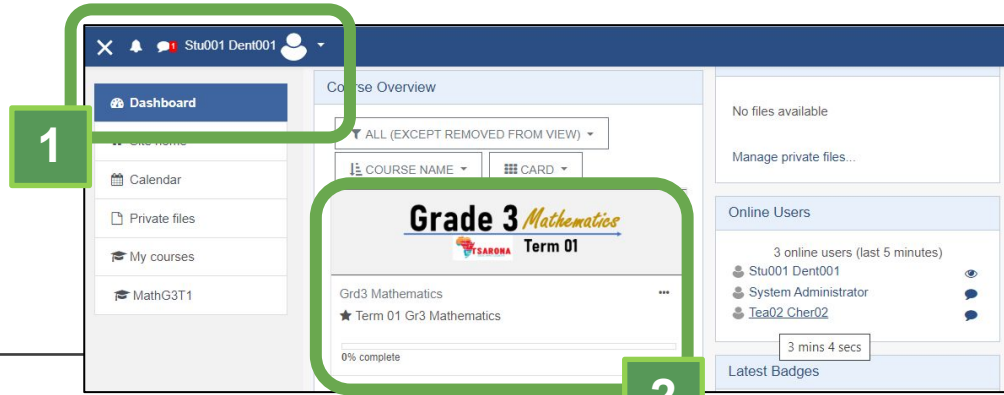 1 Stu001 Dent001
1
Dashboard
Site home
Calendar
Private files
My courses
MathG3T1
Course Overview
ALL (EXCEPT REMOVED FROM VIEW)
COURSE NAME
CARD
Grade 3 Mathematics
TSARONA Term 01
Grd3 Mathematics
...
Term 01 Gr3 Mathematics
0% complete
2
No files available
Manage private files...
Online Users
3 online users (last 5 minutes)
Stu001 Dent001
System Administrator
Tea02 Cher02
3 mins 4 secs
Latest Badges